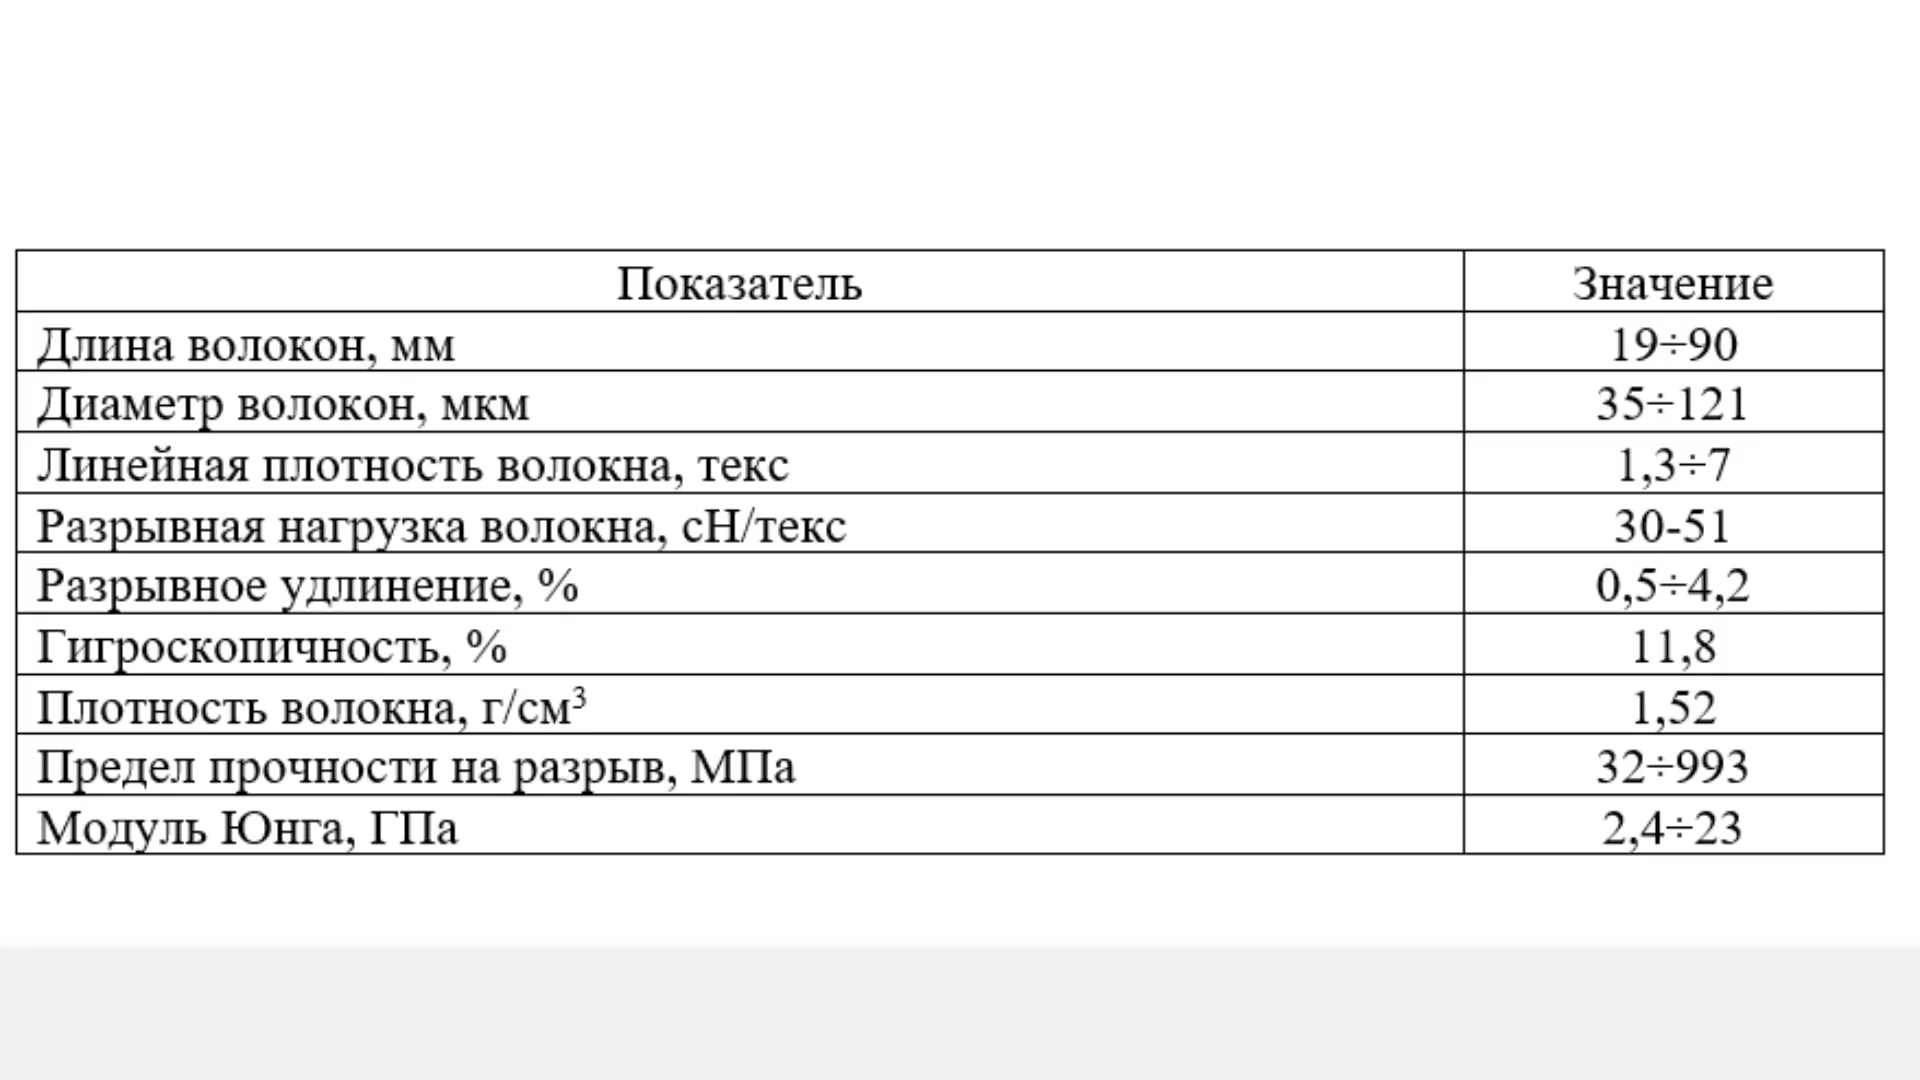 Показатель Значение
Длина волокон, мм 19÷90
Диаметр волокон, мкм 35÷121
Линейная плотность волокна, текс 1,3÷7
Разрывная нагрузка волокна, сН/текс 30-51
Разрывное удлинение, % 0,5÷4,2
Гигроскопичность, % 11,8
Плотность волокна, г/см³ 1,52
Предел прочности на разрыв, МПа 32÷993
Модуль Юнга, ГПа 2,4÷23